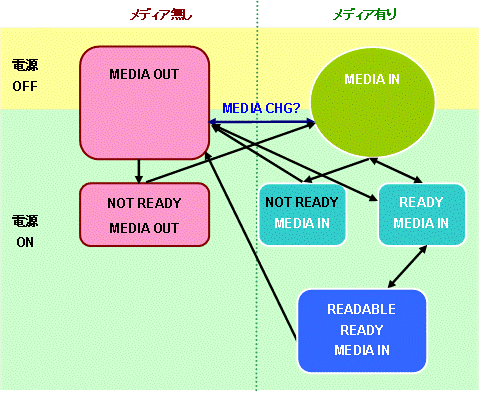 メディア無し
メディア有り
電源
OFF
MEDIA OUT
MEDIA IN
MEDIA CHG?
電源
ON
NOT READY
MEDIA OUT
NOT READY
MEDIA IN
READY
MEDIA IN
READABLE
READY
MEDIA IN